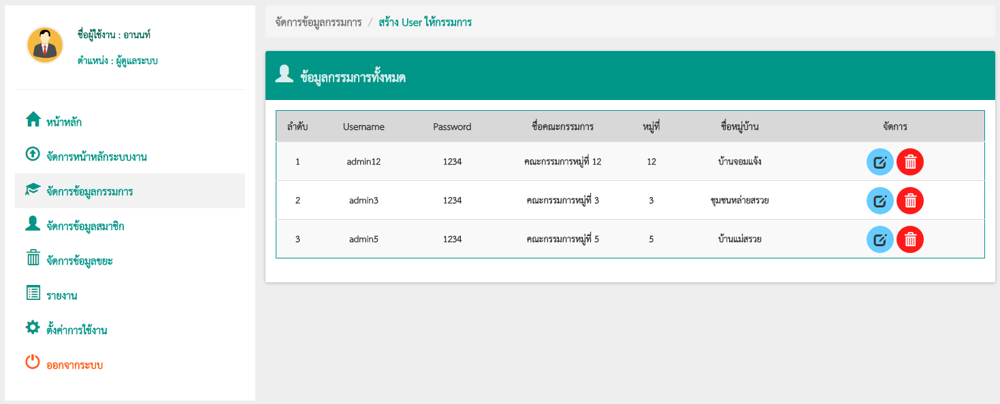 ชื่อผู้ใช้งาน : อานนท์
ตำแหน่ง : ผู้ดูแลระบบ
หน้าหลัก
จัดการหน้าหลักระบบงาน
จัดการข้อมูลกรรมการ
จัดการข้อมูลสมาชิก
จัดการข้อมูลขยะ
รายงาน
ตั้งค่าการใช้งาน
ออกจากระบบ
จัดการข้อมูลกรรมการ / สร้าง User ให้กรรมการ
ข้อมูลกรรมการทั้งหมด
ลำดับ Username Password ชื่อคณะกรรมการ หมู่ที่ ชื่อหมู่บ้าน จัดการ
1 admin12 1234 คณะกรรมการหมู่ที่ 12 12 บ้านจอมแจ้ง
2 admin3 1234 คณะกรรมการหมู่ที่ 3 3 ชุมชนหล่ายสรวย
3 admin5 1234 คณะกรรมการหมู่ที่ 5 5 บ้านแม่สรวย